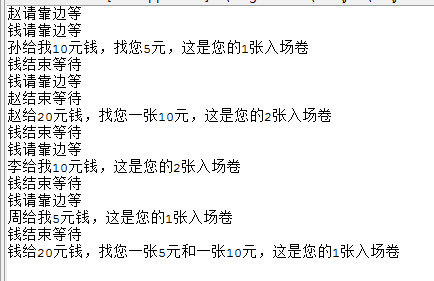 赵请靠边等
钱请靠边等
孙给我10元钱，找您5元，这是您的1张入场卷
钱结束等待
钱请靠边等
赵结束等待
赵给20元钱，找您一张10元，这是您的2张入场卷
钱结束等待
钱请靠边等
李给我10元钱，这是您的2张入场卷
钱结束等待
钱请靠边等
周给我5元钱，这是您的1张入场卷
钱结束等待
钱给20元钱，找您一张5元和一张10元，这是您的1张入场卷